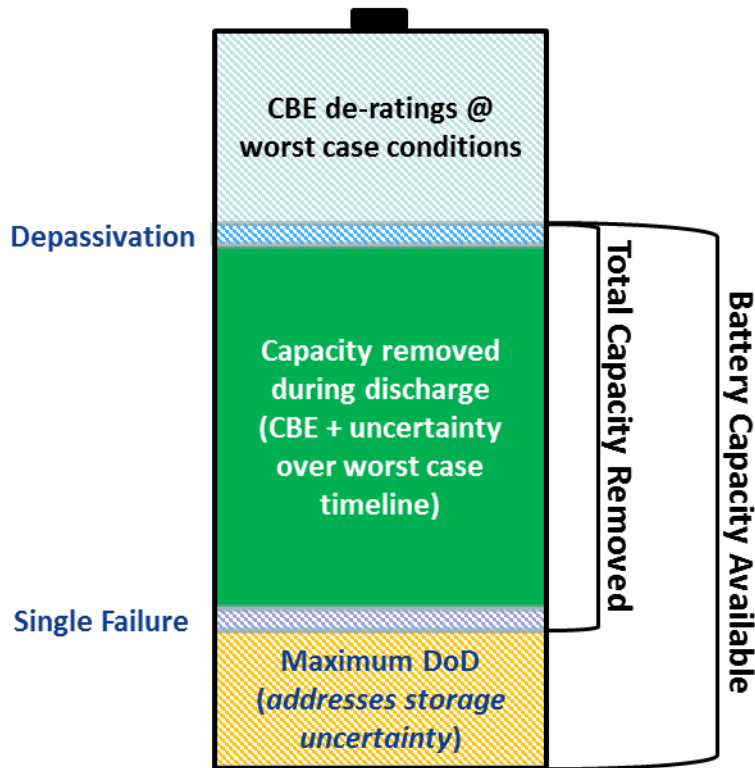 CBE de-ratings @
worst case conditions
Depassivation
Capacity removed
during discharge
(CBE + uncertainty
over worst case
timeline)
Single Failure
Maximum DoD
(addresses storage
uncertainty)
Total Capacity Removed
Battery Capacity Available